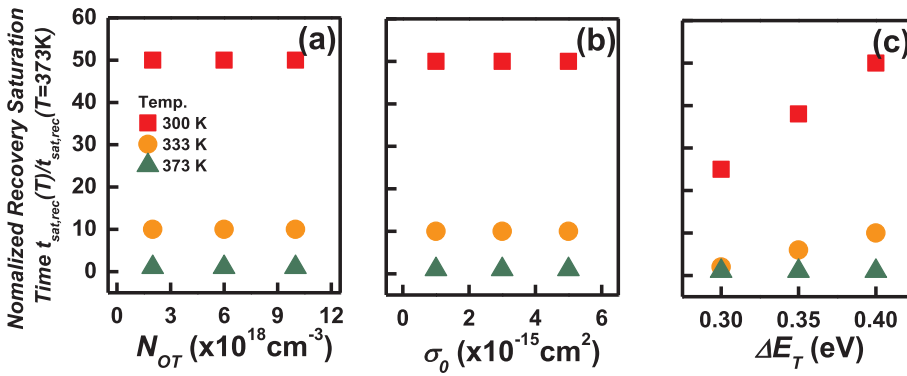 Nomalized Recovery Saturation
Time t_sat,rec(T)/t_sat,rec(T=373K)
60
50
40
30
20
10
0
(a)
Temp.
300 K
333 K
373 K
0 3 6 9 12
N_OT (x10^18cm^-3)
(b)
0 2 4 6
σ_0 (x10^-15cm^2)
(c)
0.30 0.35 0.40
ΔE_T (eV)